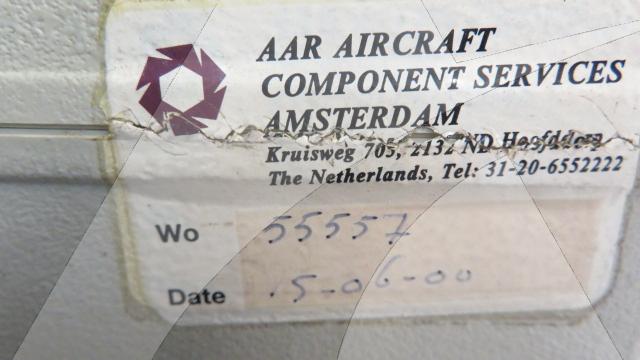 AAR AIRCRAFT
COMPONENT SERVICES
AMSTERDAM
Kruisweg 705, 2132 ND Hoofddorp
The Netherlands, Tel: 31-20-6552222
Wo 55557
Date 15-06-00